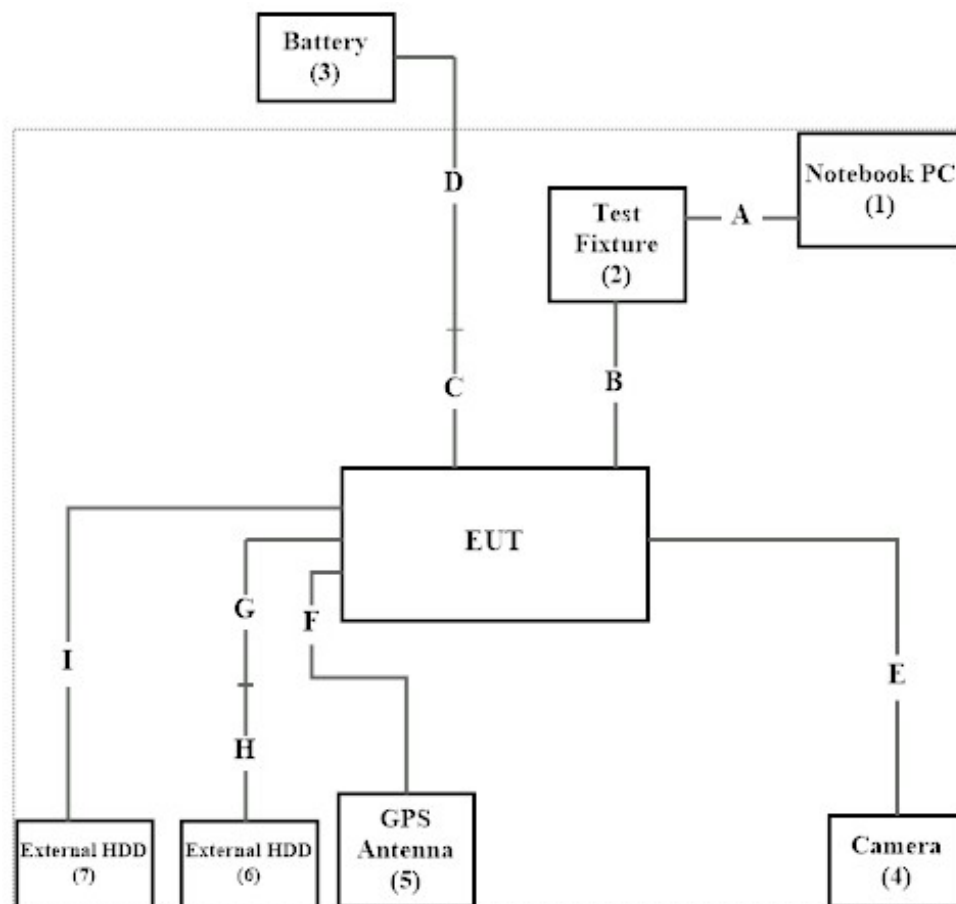 Battery
(3)
Notebook PC
(1)
D
Test
Fixture
(2)
A
C
B
EUT
G
F
I
E
H
External HDD
(7)
External HDD
(6)
GPS
Antenna
(5)
Camera
(4)